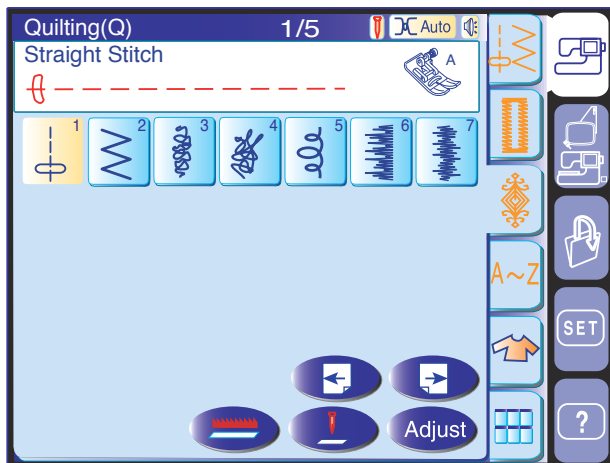 Quilting(Q) 1/5 Auto
Straight Stitch
A
1 2 3 4 5 6 7
A~Z
SET
Adjust
?